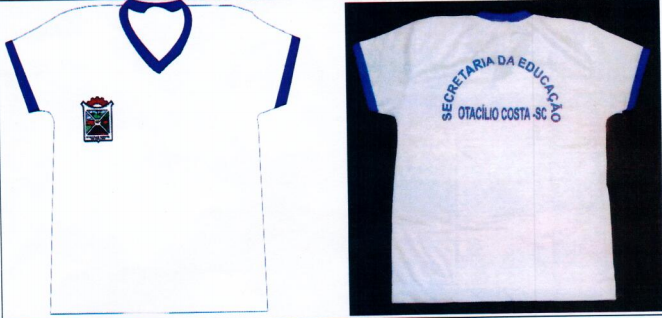 SECRETARIA DA EDUCAÇÃO
OTACÍLIO COSTA -SC